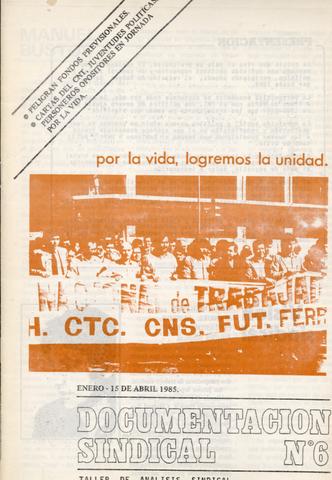 ● PELIGRAN FONDOS PREVISIONALES.
● CARTAS DEL CNT, JUVENTUDES POLITICAS,
PERSONEROS OPOSITORES EN JORNADA
POR LA VIDA.
por la vida, logremos la unidad.
NACIONAL de TRABAJAD
H. CTC. CNS. FUT. FERR
ENERO - 15 DE ABRIL 1985.
DOCUMENTACION
SINDICAL N°6
TALLER DE ANALISIS SINDICAL